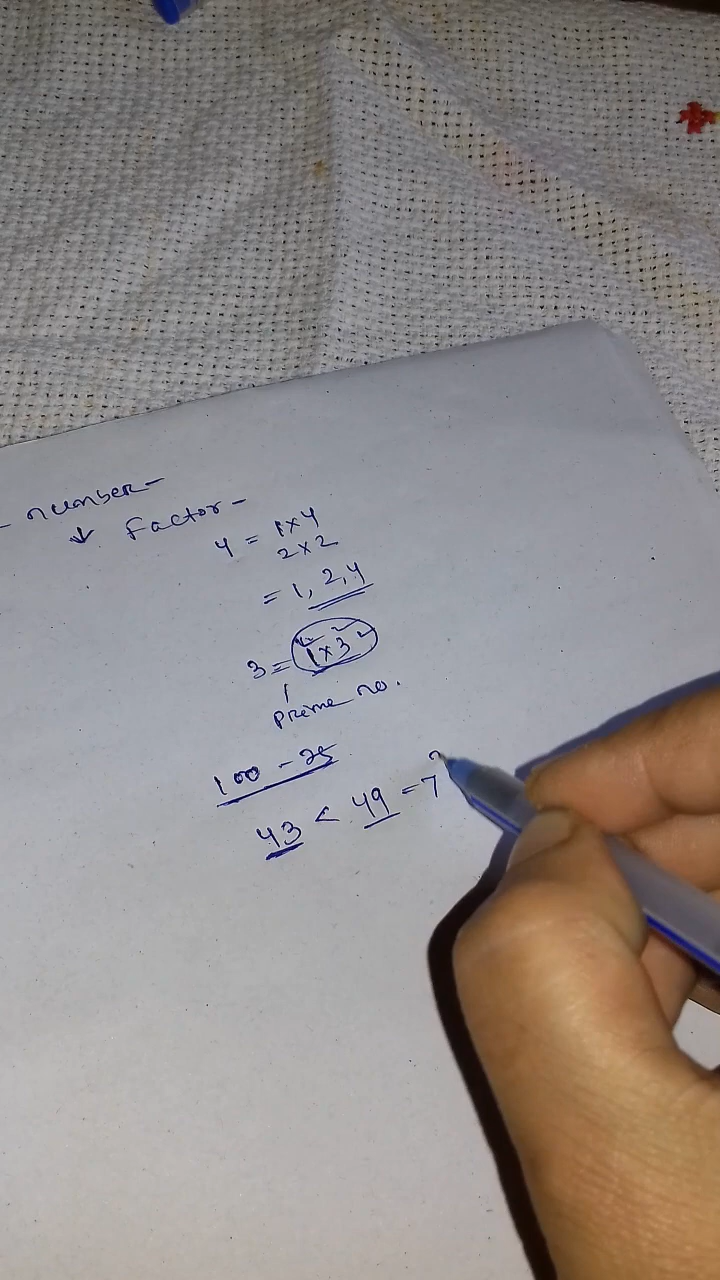 - number-
↓ Factor-
4 = 1×4
2×2
= 1, 2, 4
3 = 1×3
prime no.
100 - 25
43 < 49 = 7²